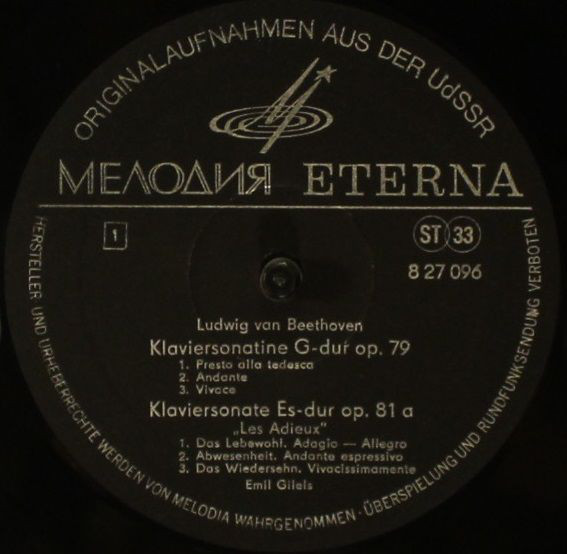 ORIGINALAUFNAHMEN AUS DER UdSSR
МЕЛОДИЯ ETERNA
1 ST 33
8 27 096
Ludwig van Beethoven
Klaviersonatine G-dur op. 79
1. Presto alla tedesca
2. Andante
3. Vivace
Klaviersonate Es-dur op. 81 a
„Les Adieux"
1. Das Lebewohl. Adagio — Allegro
2. Abwesenheit. Andante espressivo
3. Das Wiedersehn. Vivacissimamente
Emil Gilels
HERSTELLER UND URHEBERRECHTE WERDEN VON MELODIA WAHRGENOMMEN · ÜBERSPIELUNG UND RUNDFUNKSENDUNG VERBOTEN